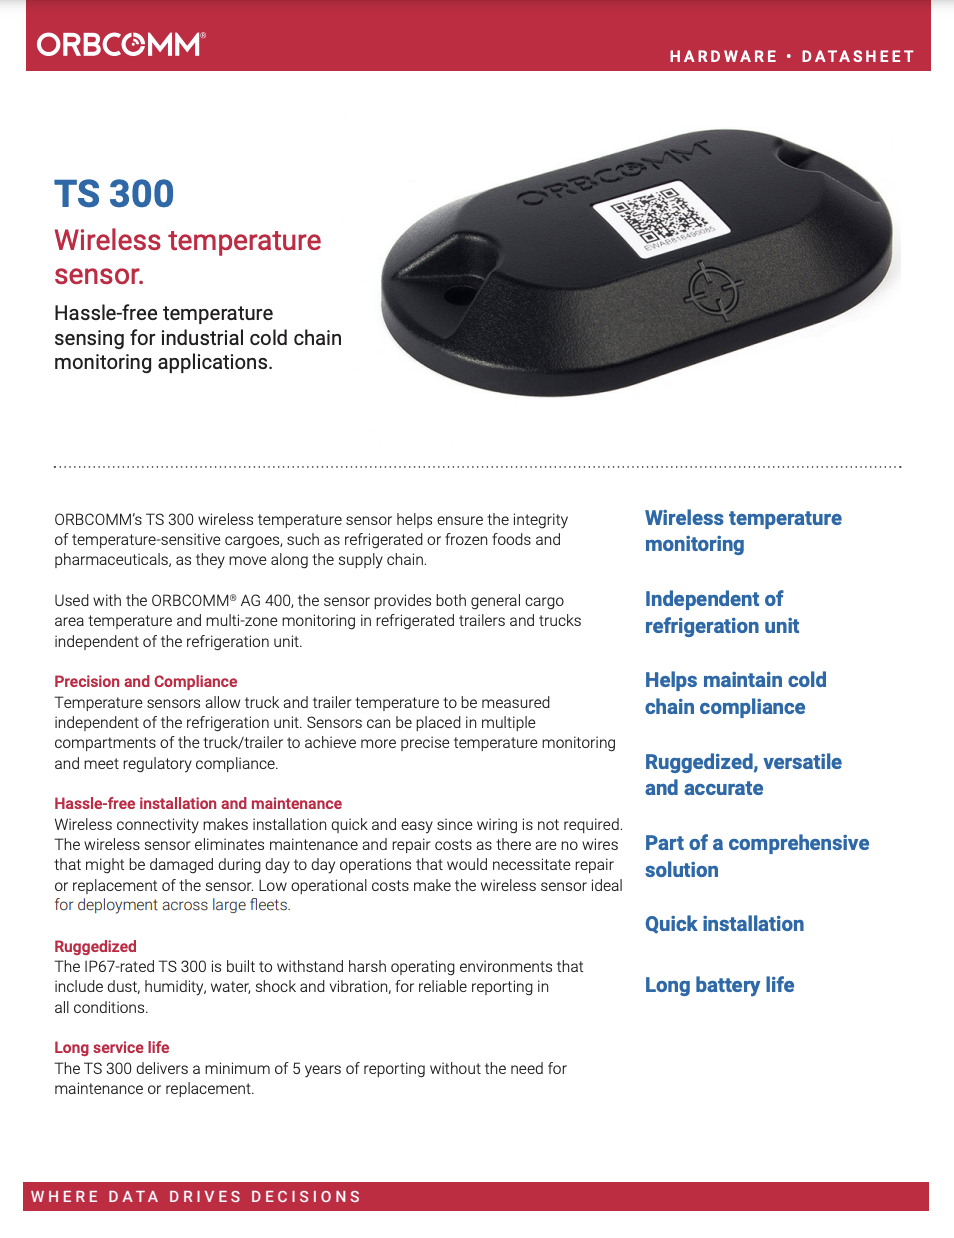 ORBCOMM®
HARDWARE • DATASHEET
TS 300
Wireless temperature
sensor.
Hassle-free temperature
sensing for industrial cold chain
monitoring applications.
ORBCOMM
EWAB816490085
ORBCOMM's TS 300 wireless temperature sensor helps ensure the integrity
of temperature-sensitive cargoes, such as refrigerated or frozen foods and
pharmaceuticals, as they move along the supply chain.
Used with the ORBCOMM® AG 400, the sensor provides both general cargo
area temperature and multi-zone monitoring in refrigerated trailers and trucks
independent of the refrigeration unit.
Precision and Compliance
Temperature sensors allow truck and trailer temperature to be measured
independent of the refrigeration unit. Sensors can be placed in multiple
compartments of the truck/trailer to achieve more precise temperature monitoring
and meet regulatory compliance.
Hassle-free installation and maintenance
Wireless connectivity makes installation quick and easy since wiring is not required.
The wireless sensor eliminates maintenance and repair costs as there are no wires
that might be damaged during day to day operations that would necessitate repair
or replacement of the sensor. Low operational costs make the wireless sensor ideal
for deployment across large fleets.
Ruggedized
The IP67-rated TS 300 is built to withstand harsh operating environments that
include dust, humidity, water, shock and vibration, for reliable reporting in
all conditions.
Long service life
The TS 300 delivers a minimum of 5 years of reporting without the need for
maintenance or replacement.
Wireless temperature
monitoring
Independent of
refrigeration unit
Helps maintain cold
chain compliance
Ruggedized, versatile
and accurate
Part of a comprehensive
solution
Quick installation
Long battery life
WHERE DATA DRIVES DECISIONS